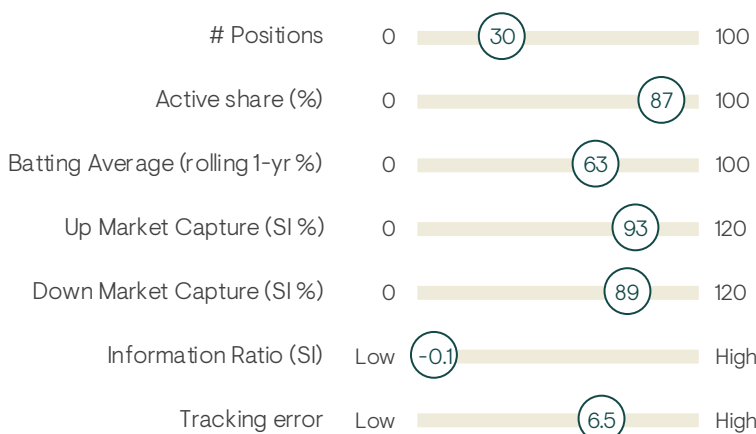 # Positions 0 30 100
Active share (%) 0 87 100
Batting Average (rolling 1-yr %) 0 63 100
Up Market Capture (SI %) 0 93 120
Down Market Capture (SI %) 0 89 120
Information Ratio (SI) Low -0.1 High
Tracking error Low 6.5 High